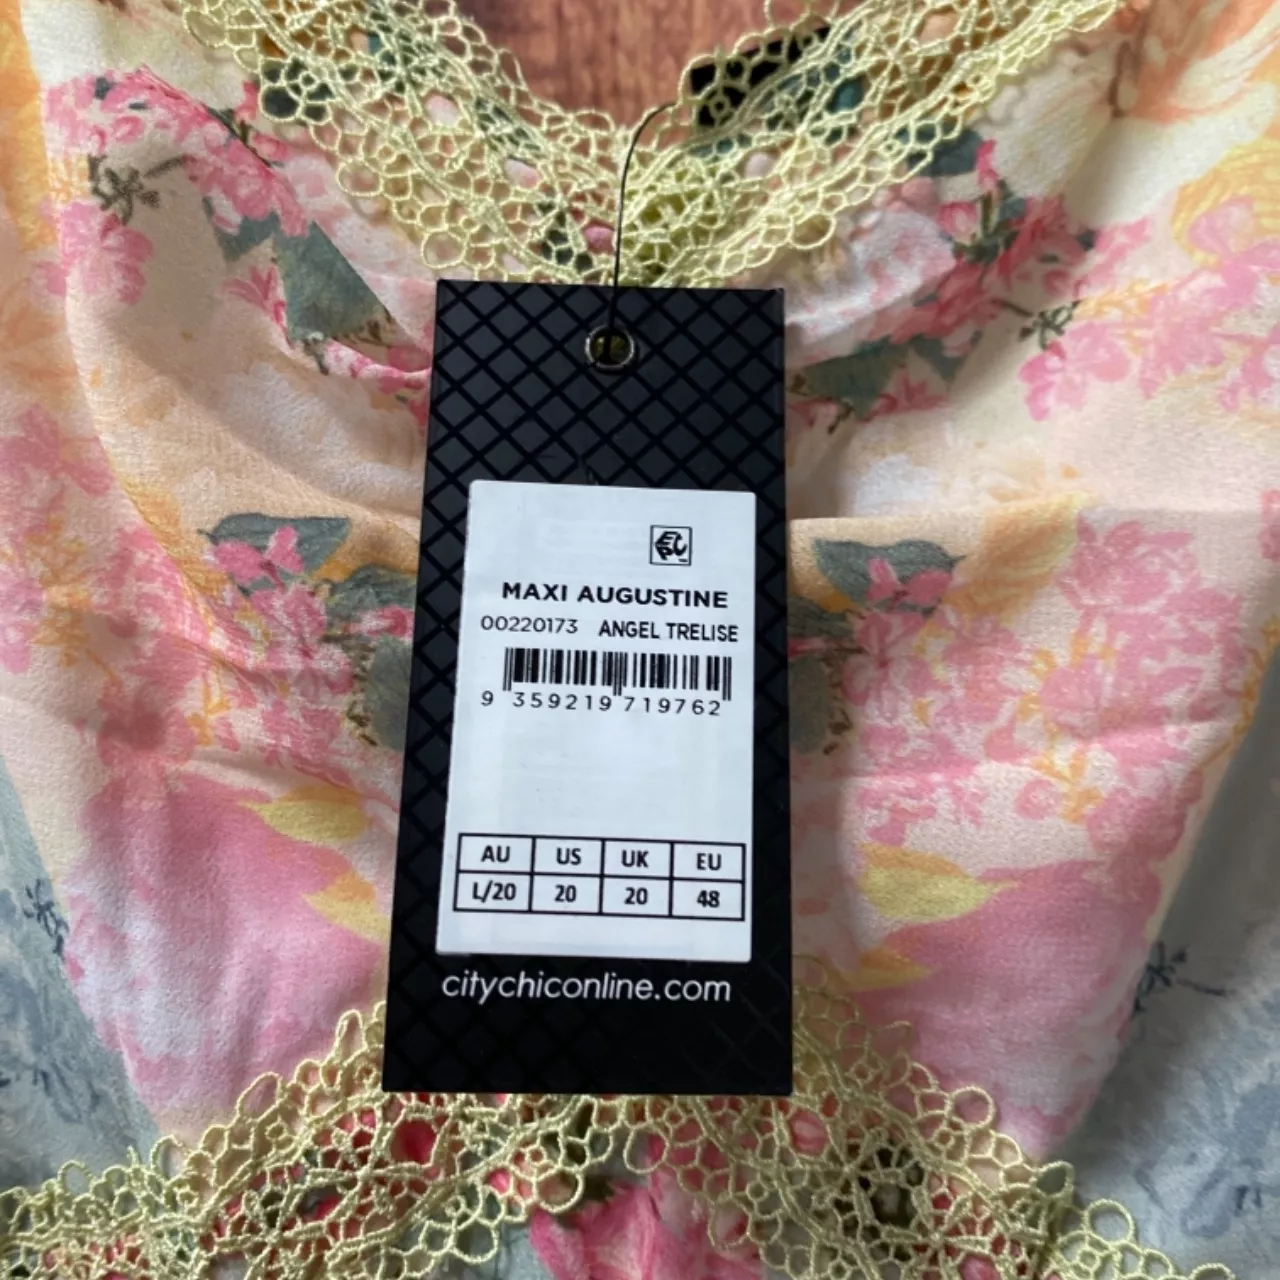 MAXI AUGUSTINE
00220173 ANGEL TRELISE
9 359219 719762
AU US UK EU
L/20 20 20 48
citychiconline.com